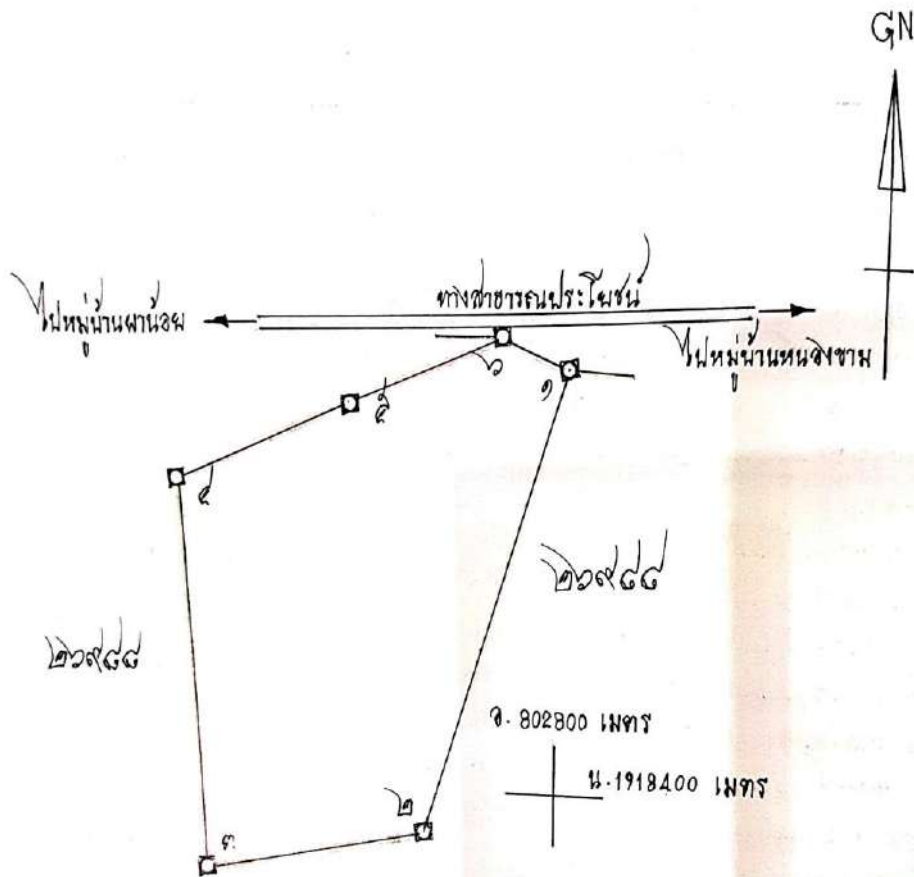 GN
ทางสาธารณประโยชน์
ไปหมู่บ้านผาน้อย
ไปหมู่บ้านหนองขาม
๖
๑
๕
๔
๒๖๙๘๘
๒๖๙๘๘
อ. 802800 เมตร
น. 1918400 เมตร
๒
๓